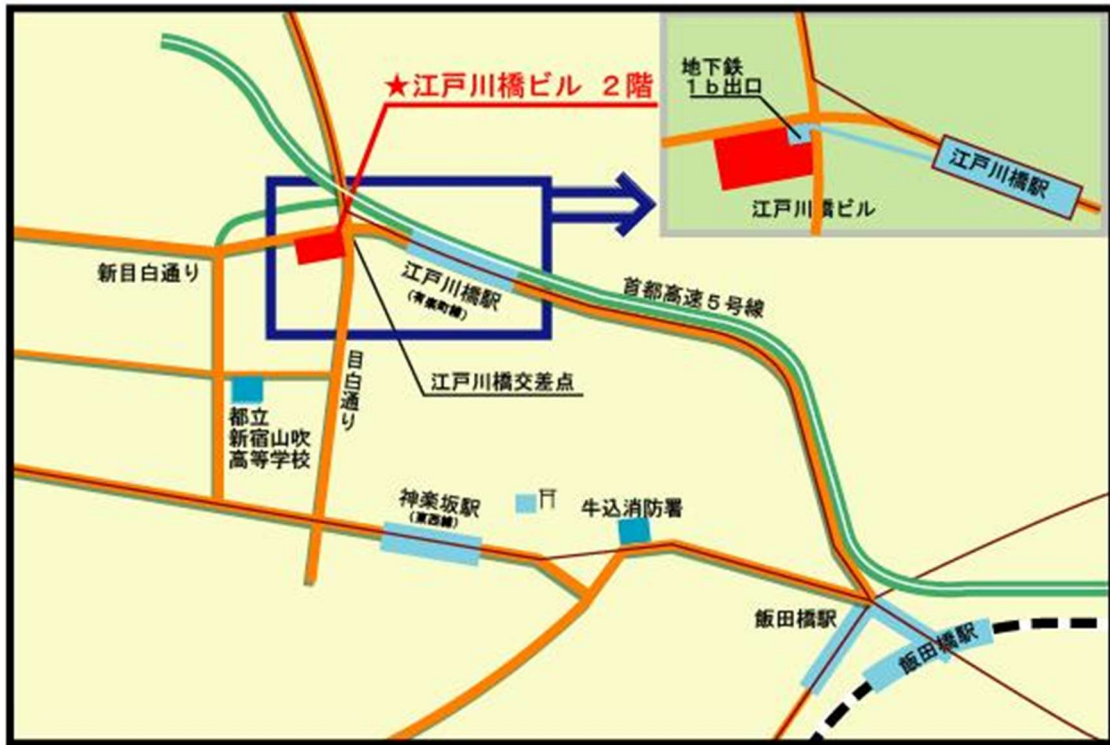 ★江戸川橋ビル ２階
地下鉄
１ｂ出口
江戸川橋駅
江戸川橋ビル
新目白通り
江戸川橋駅
(有楽町線)
首都高速５号線
江戸川橋交差点
目白通り
都立
新宿山吹
高等学校
神楽坂駅
(東西線)
牛込消防署
飯田橋駅
飯田橋駅